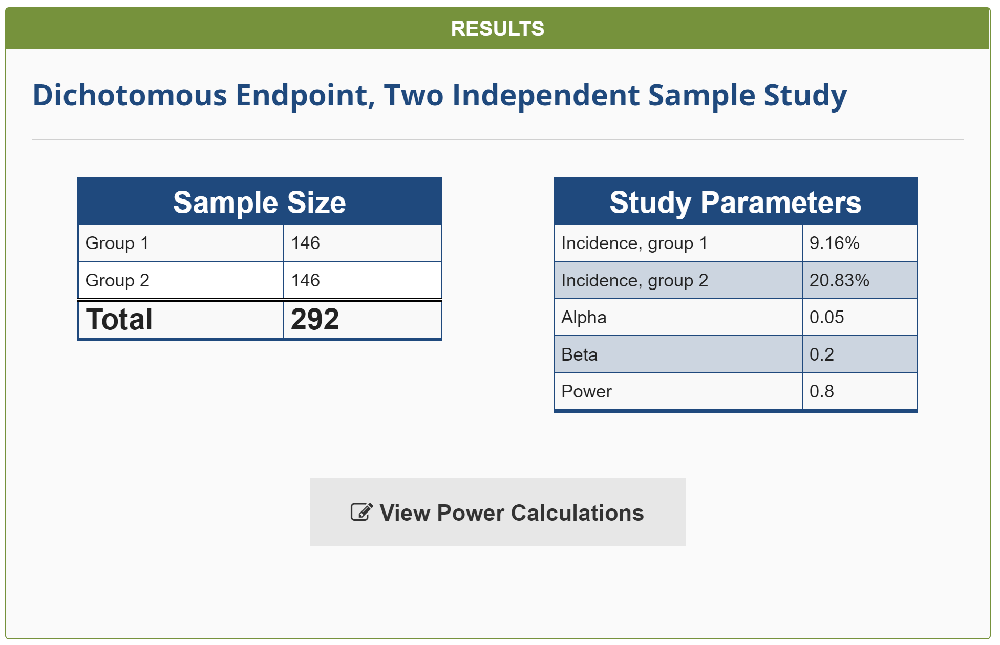 RESULTS
Dichotomous Endpoint, Two Independent Sample Study
Sample Size
Group 1 146
Group 2 146
Total 292
Study Parameters
Incidence, group 1 9.16%
Incidence, group 2 20.83%
Alpha 0.05
Beta 0.2
Power 0.8
View Power Calculations